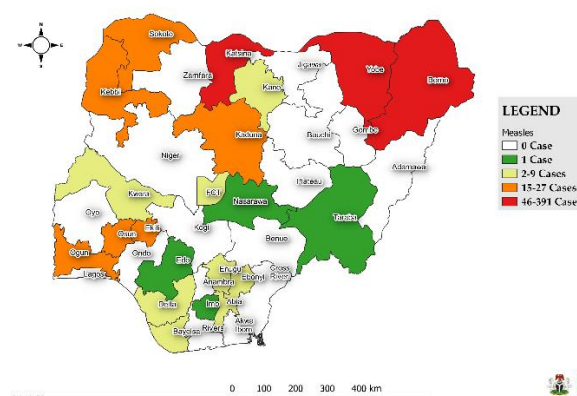 N
W
E
S
Sokoto
Katsina
Jigawa
Yobe
Borno
Zamfara
Kebbi
Kano
Kaduna
Bauchi
Gombe
Niger
Adamawa
Plateau
FCT
Kwara
Nasarawa
Oyo
Kogi
Taraba
Benue
Osun
Ekiti
Ogun
Ondo
Edo
Lagos
Enugu
Ebonyi
Cross
River
Anambra
Delta
Imo
Abia
Akwa
Ibom
Bayelsa
Rivers
LEGEND
Measles
0 Case
1 Case
2-9 Cases
15-27 Cases
46-391 Case
0 100 200 300 400 km